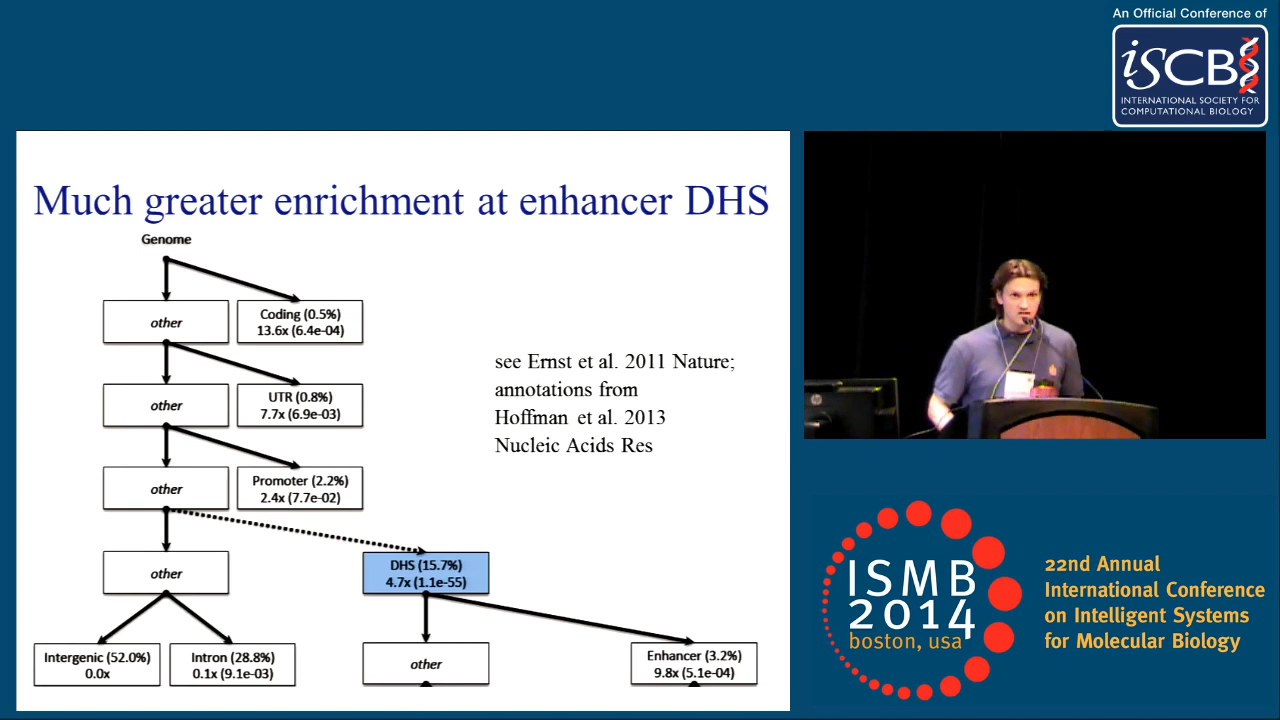 An Official Conference of
iSCB
INTERNATIONAL SOCIETY FOR
COMPUTATIONAL BIOLOGY
Much greater enrichment at enhancer DHS
Genome
other
Coding (0.5%)
13.6x (6.4e-04)
other
UTR (0.8%)
7.7x (6.9e-03)
other
Promoter (2.2%)
2.4x (7.7e-02)
see Ernst et al. 2011 Nature;
annotations from
Hoffman et al. 2013
Nucleic Acids Res
other
DHS (15.7%)
4.7x (1.1e-55)
Intergenic (52.0%)
0.0x
Intron (28.8%)
0.1x (9.1e-03)
other
Enhancer (3.2%)
9.8x (5.1e-04)
hp
ISMB
2014
boston, usa
22nd Annual
International Conference
on Intelligent Systems
for Molecular Biology